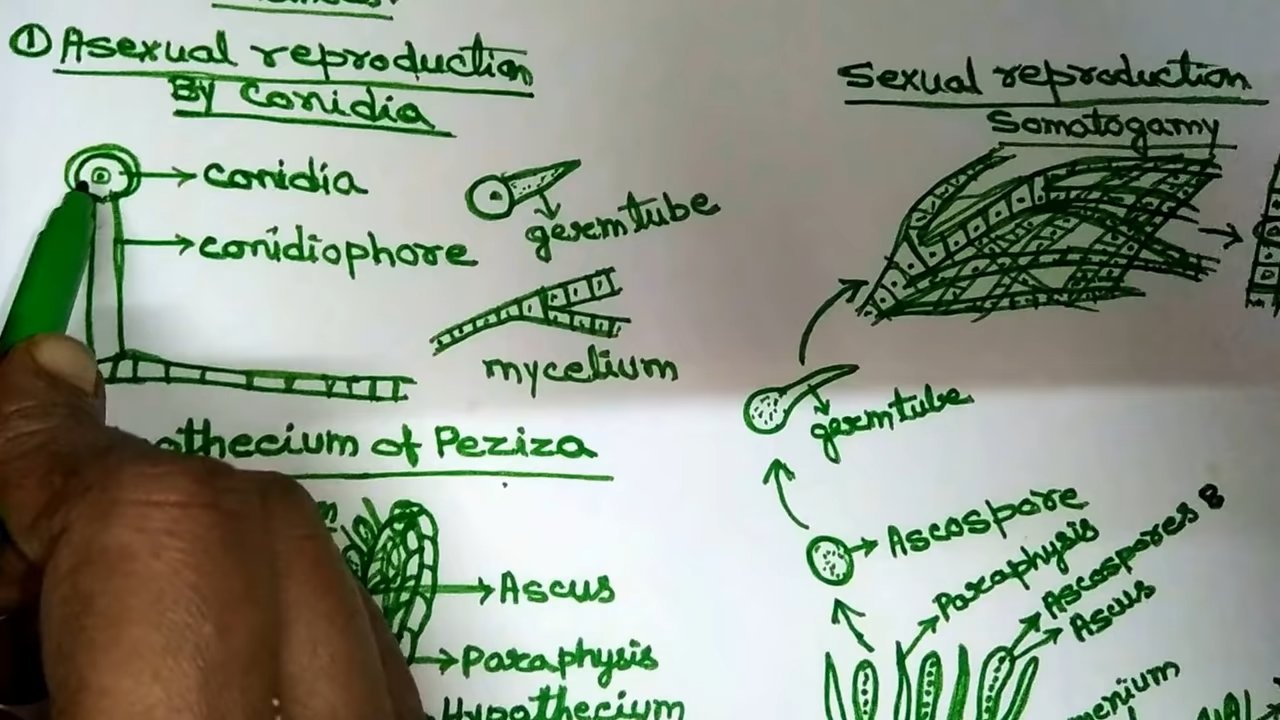 ① Asexual reproduction
By Conidia
conidia
conidiophore
germtube
mycelium
othecium of Peziza
Ascus
Paraphysis
Hypothecium
Sexual reproduction
Somatogamy
germtube
Ascospore
Paraphysis
Ascospores 8
Ascus
menium